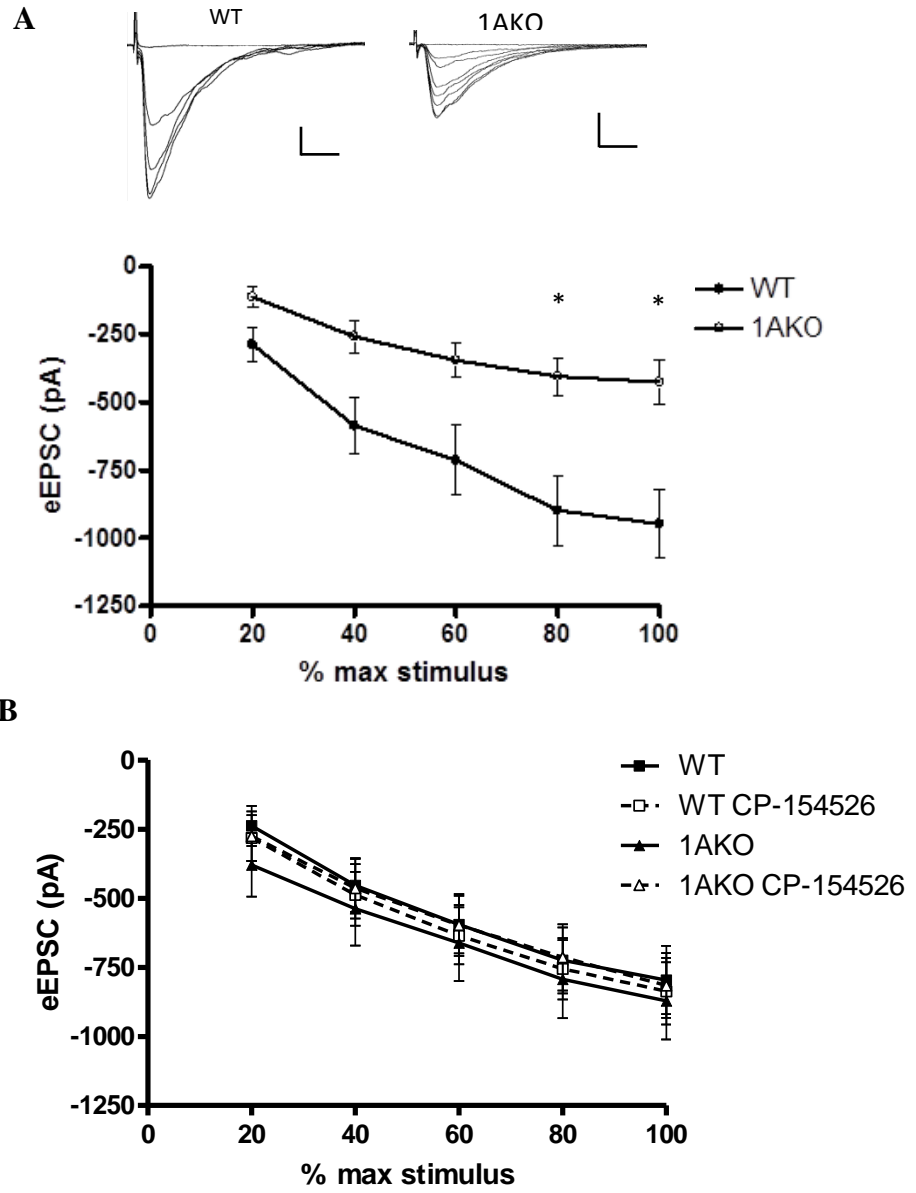 A
WT
1AKO
0
-250
-500
-750
-1000
-1250
eEPSC (pA)
*
*
WT
1AKO
0 20 40 60 80 100
% max stimulus
B
0
-250
-500
-750
-1000
-1250
eEPSC (pA)
WT
WT CP-154526
1AKO
1AKO CP-154526
0 20 40 60 80 100
% max stimulus